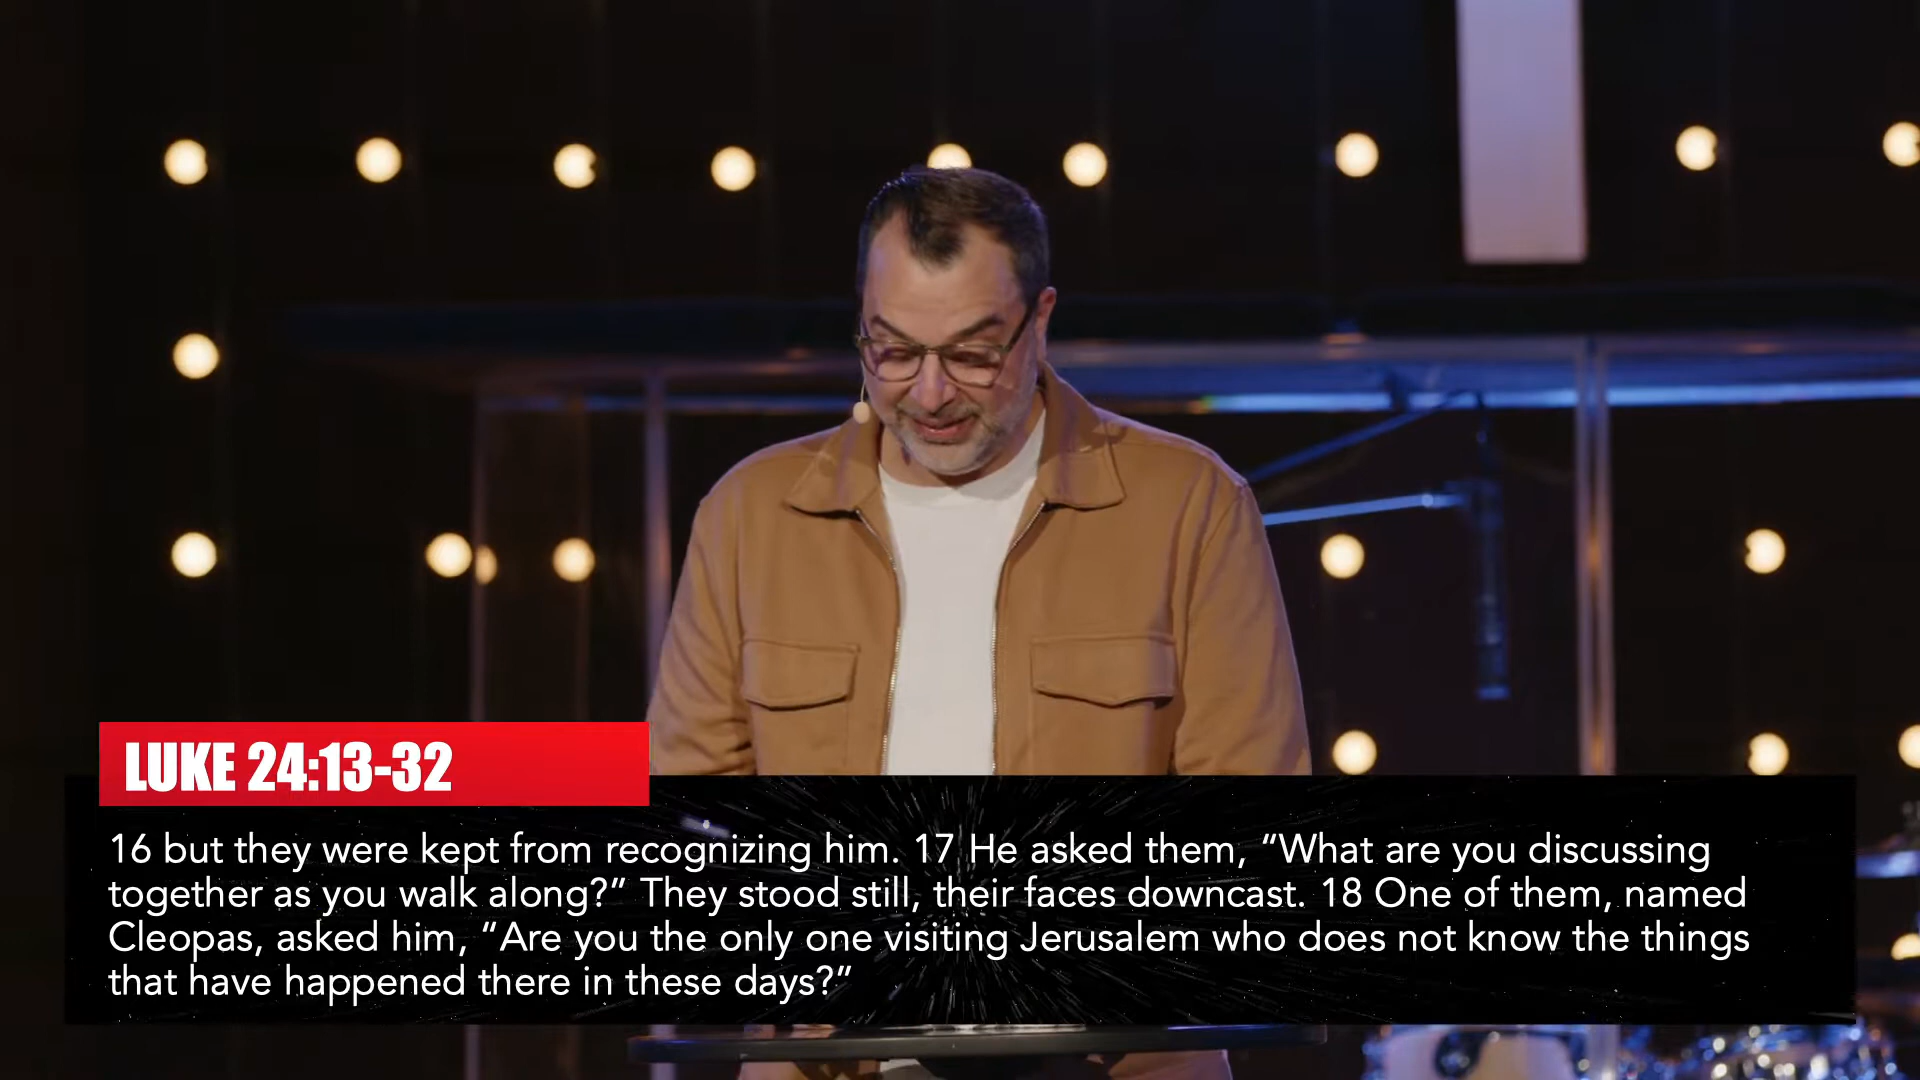 LUKE 24:13-32
16 but they were kept from recognizing him. 17 He asked them, “What are you discussing
together as you walk along?” They stood still, their faces downcast. 18 One of them, named
Cleopas, asked him, “Are you the only one visiting Jerusalem who does not know the things
that have happened there in these days?”